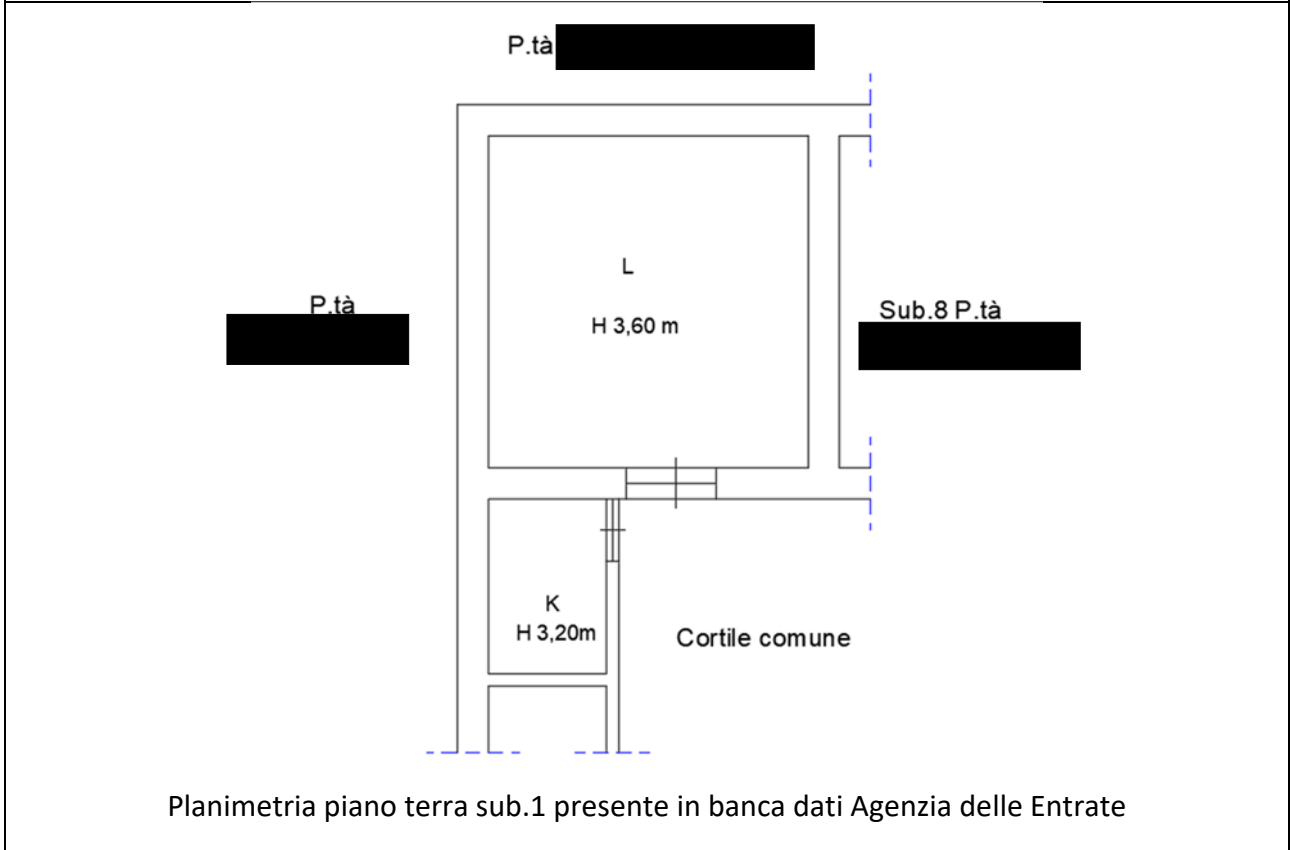 P.tà
L
H 3,60 m
P.tà
Sub.8 P.tà
K
H 3,20m
Cortile comune
Planimetria piano terra sub.1 presente in banca dati Agenzia delle Entrate